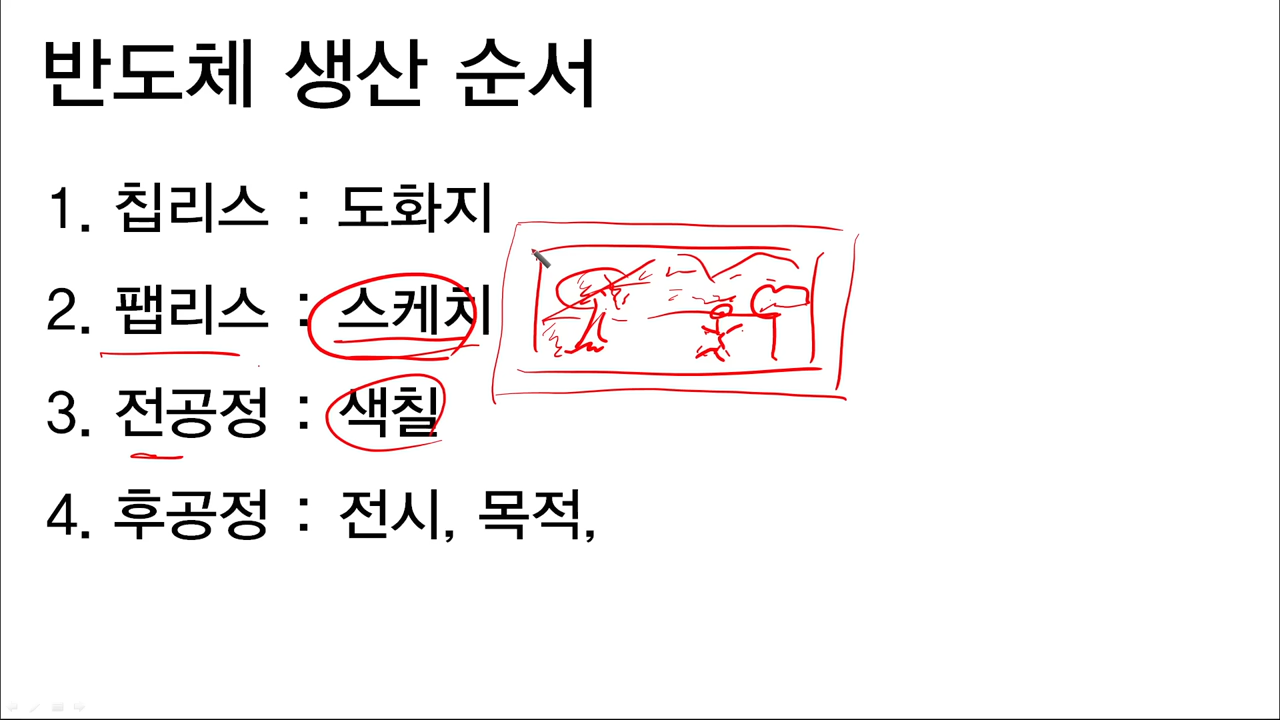 반도체 생산 순서
1. 칩리스 : 도화지
2. 팹리스 : 스케치
3. 전공정 : 색칠
4. 후공정 : 전시, 목적,